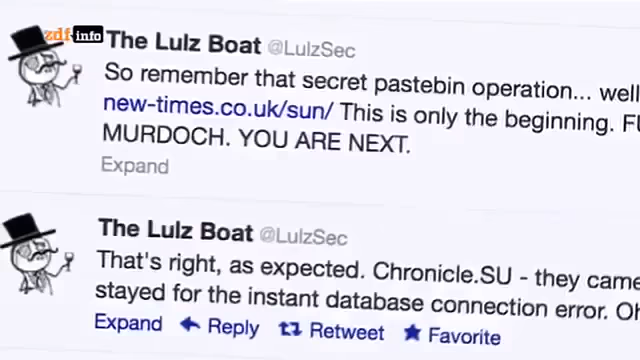 zdf info
The Lulz Boat @LulzSec
So remember that secret pastebin operation... well
new-times.co.uk/sun/ This is only the beginning. FU
MURDOCH. YOU ARE NEXT.
Expand
The Lulz Boat @LulzSec
That's right, as expected. Chronicle.SU - they came
stayed for the instant database connection error. Oh
Expand Reply Retweet Favorite